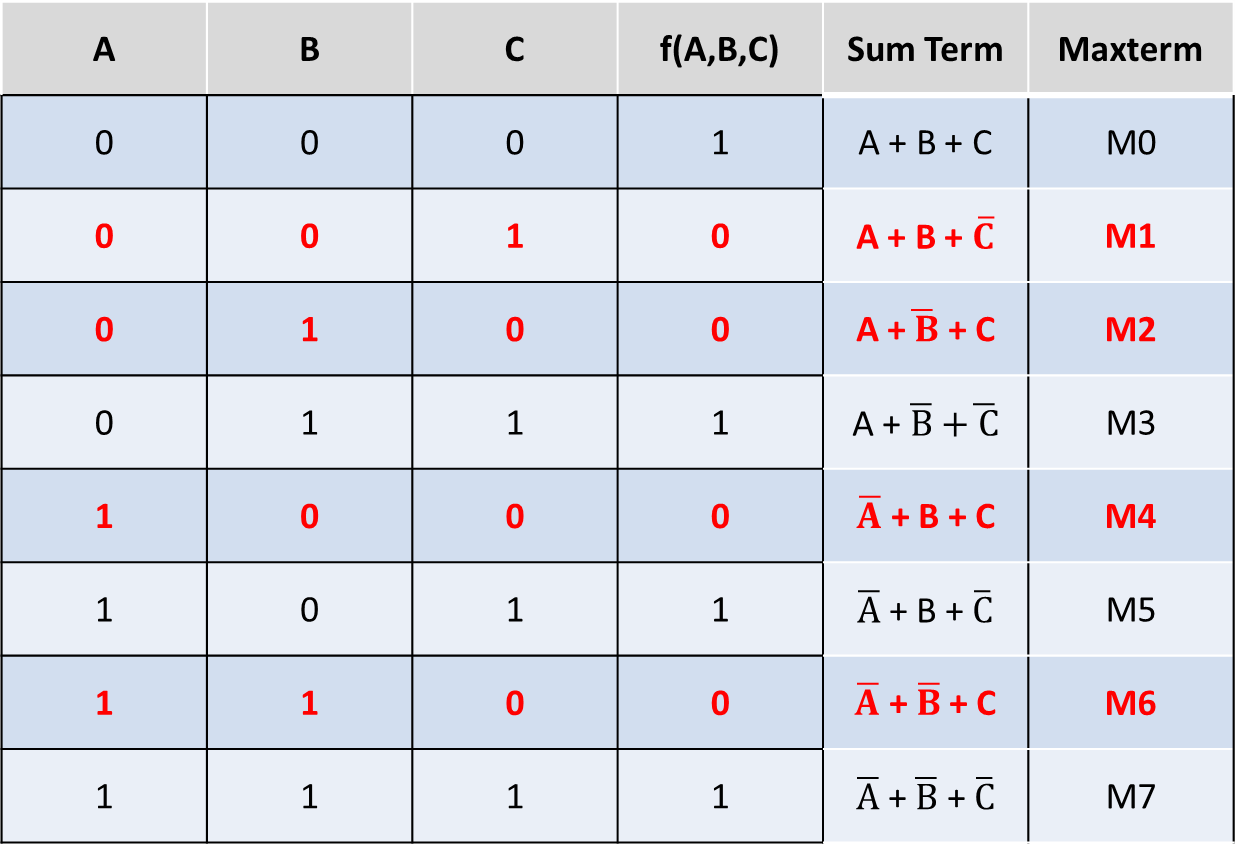 A B C f(A,B,C) Sum Term Maxterm
0 0 0 1 A + B + C M0
0 0 1 0 A + B + C̅ M1
0 1 0 0 A + B̅ + C M2
0 1 1 1 A + B̅ + C̅ M3
1 0 0 0 A̅ + B + C M4
1 0 1 1 A̅ + B + C̅ M5
1 1 0 0 A̅ + B̅ + C M6
1 1 1 1 A̅ + B̅ + C̅ M7